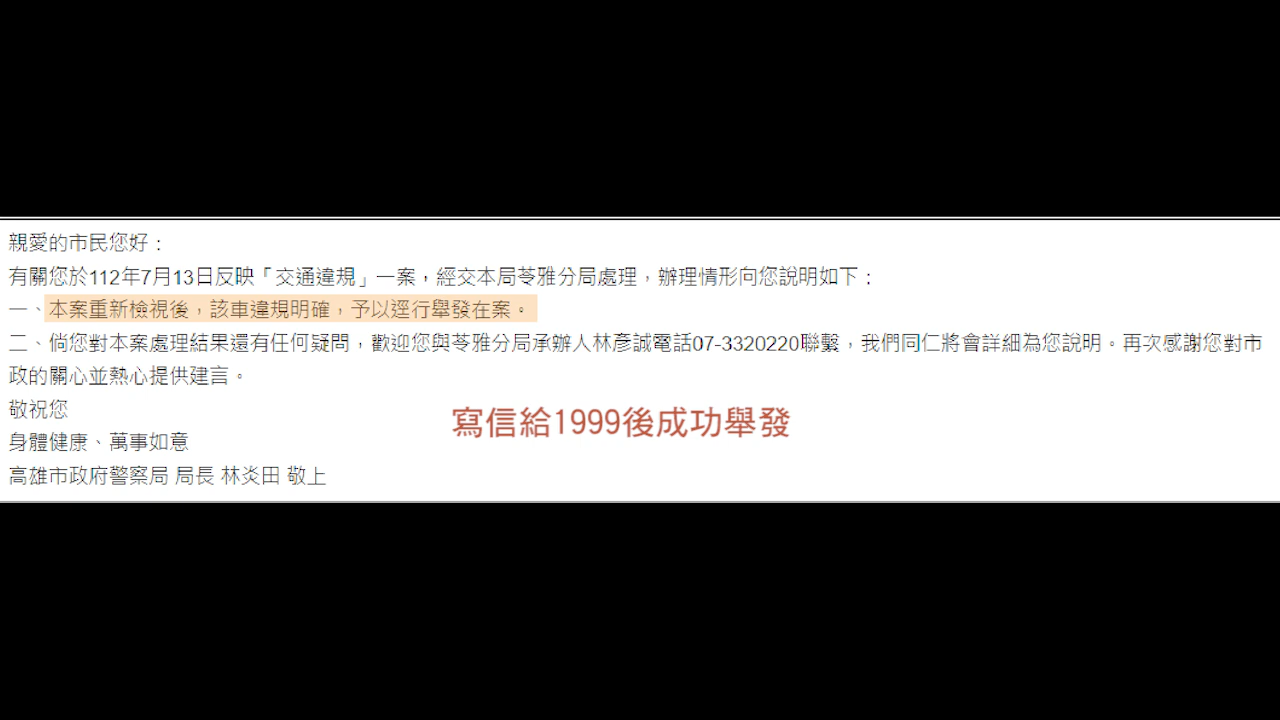 親愛的市民您好：
有關您於112年7月13日反映「交通違規」一案，經交本局苓雅分局處理，辦理情形向您說明如下：
一、本案重新檢視後，該車違規明確，予以逕行舉發在案。
二、倘您對本案處理結果還有任何疑問，歡迎您與苓雅分局承辦人林彥誠電話07-3320220聯繫，我們同仁將會詳細為您說明。再次感謝您對市
政的關心並熱心提供建言。
敬祝您
寫信給1999後成功舉發
身體健康、萬事如意
高雄市政府警察局 局長 林炎田 敬上